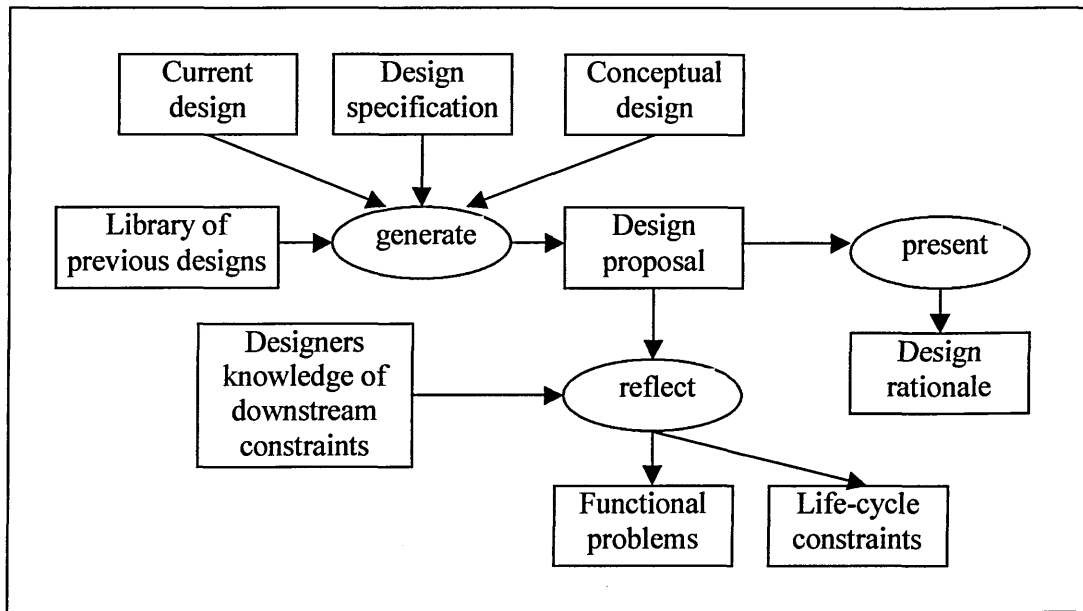 Current
design
Design
specification
Conceptual
design
Library of
previous designs
generate
Design
proposal
present
Designers
knowledge of
downstream
constraints
reflect
Design
rationale
Functional
problems
Life-cycle
constraints